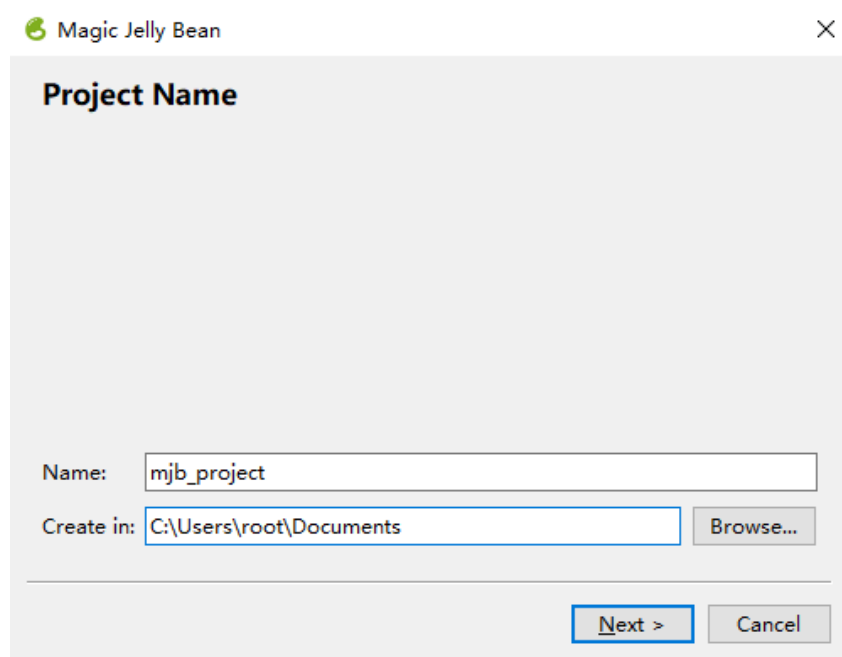 Magic Jelly Bean
Project Name
Name: mjb_project
Create in: C:\Users\root\Documents Browse...
Next > Cancel